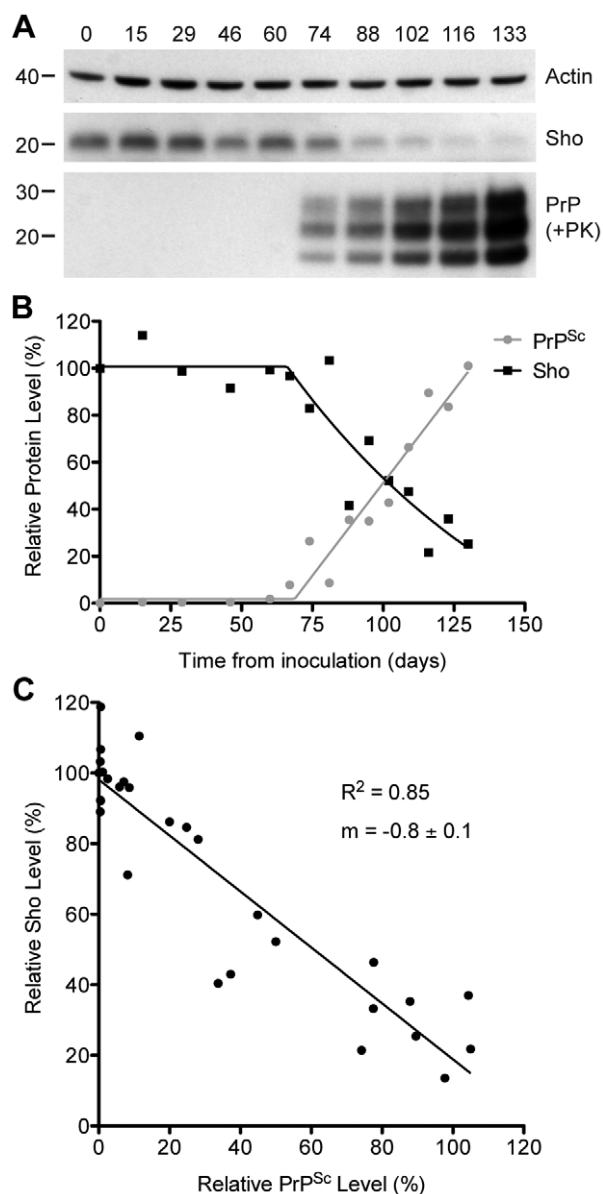 A
0 15 29 46 60 74 88 102 116 133
40 Actin
20 Sho
30 PrP
20 (+PK)
B
120
100
80
60
40
20
0
Relative Protein Level (%)
PrPSc
Sho
0 25 50 75 100 125 150
Time from inoculation (days)
C
120
100
80
60
40
20
0
Relative Sho Level (%)
R2 = 0.85
m = -0.8 ± 0.1
0 20 40 60 80 100 120
Relative PrPSc Level (%)